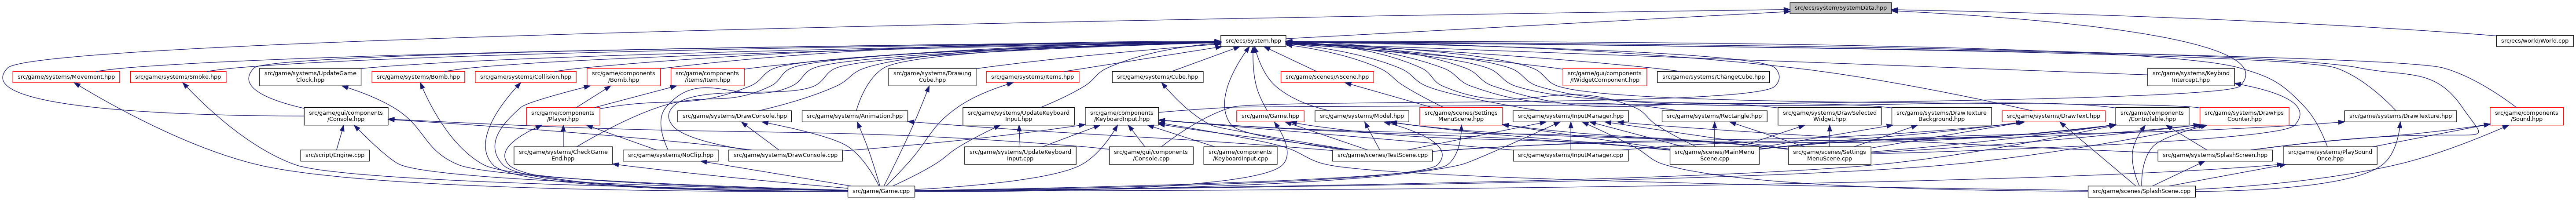 src/ecs/system/SystemData.hpp
src/ecs/System.hpp
src/ecs/world/World.cpp
src/game/systems/Movement.hpp
src/game/systems/Smoke.hpp
src/game/systems/UpdateGame
Clock.hpp
src/game/systems/Bomb.hpp
src/game/systems/Collision.hpp
src/game/components
/Bomb.hpp
src/game/components
/items/Item.hpp
src/game/systems/Drawing
Cube.hpp
src/game/systems/Items.hpp
src/game/systems/Cube.hpp
src/game/scenes/AScene.hpp
src/game/gui/components
/IWidgetComponent.hpp
src/game/systems/ChangeCube.hpp
src/game/systems/Keybind
Intercept.hpp
src/game/gui/components
/Console.hpp
src/game/components
/Player.hpp
src/game/systems/DrawConsole.hpp
src/game/systems/Animation.hpp
src/game/systems/UpdateKeyboard
Input.hpp
src/game/components
/KeyboardInput.hpp
src/game/Game.hpp
src/game/systems/Model.hpp
src/game/scenes/Settings
MenuScene.hpp
src/game/systems/InputManager.hpp
src/game/systems/Rectangle.hpp
src/game/systems/DrawSelected
Widget.hpp
src/game/systems/DrawTexture
Background.hpp
src/game/systems/DrawText.hpp
src/game/components
/Controlable.hpp
src/game/systems/DrawFps
Counter.hpp
src/game/systems/DrawTexture.hpp
src/game/components
/Csound.hpp
src/script/Engine.cpp
src/game/systems/CheckGame
End.hpp
src/game/systems/NoClip.hpp
src/game/systems/DrawConsole.cpp
src/game/systems/UpdateKeyboard
Input.cpp
src/game/gui/components
/Console.cpp
src/game/components
/KeyboardInput.cpp
src/game/scenes/TestScene.cpp
src/game/systems/InputManager.cpp
src/game/scenes/MainMenu
Scene.cpp
src/game/scenes/Settings
MenuScene.cpp
src/game/systems/SplashScreen.hpp
src/game/systems/PlaySound
Once.hpp
src/game/Game.cpp
src/game/scenes/SplashScene.cpp